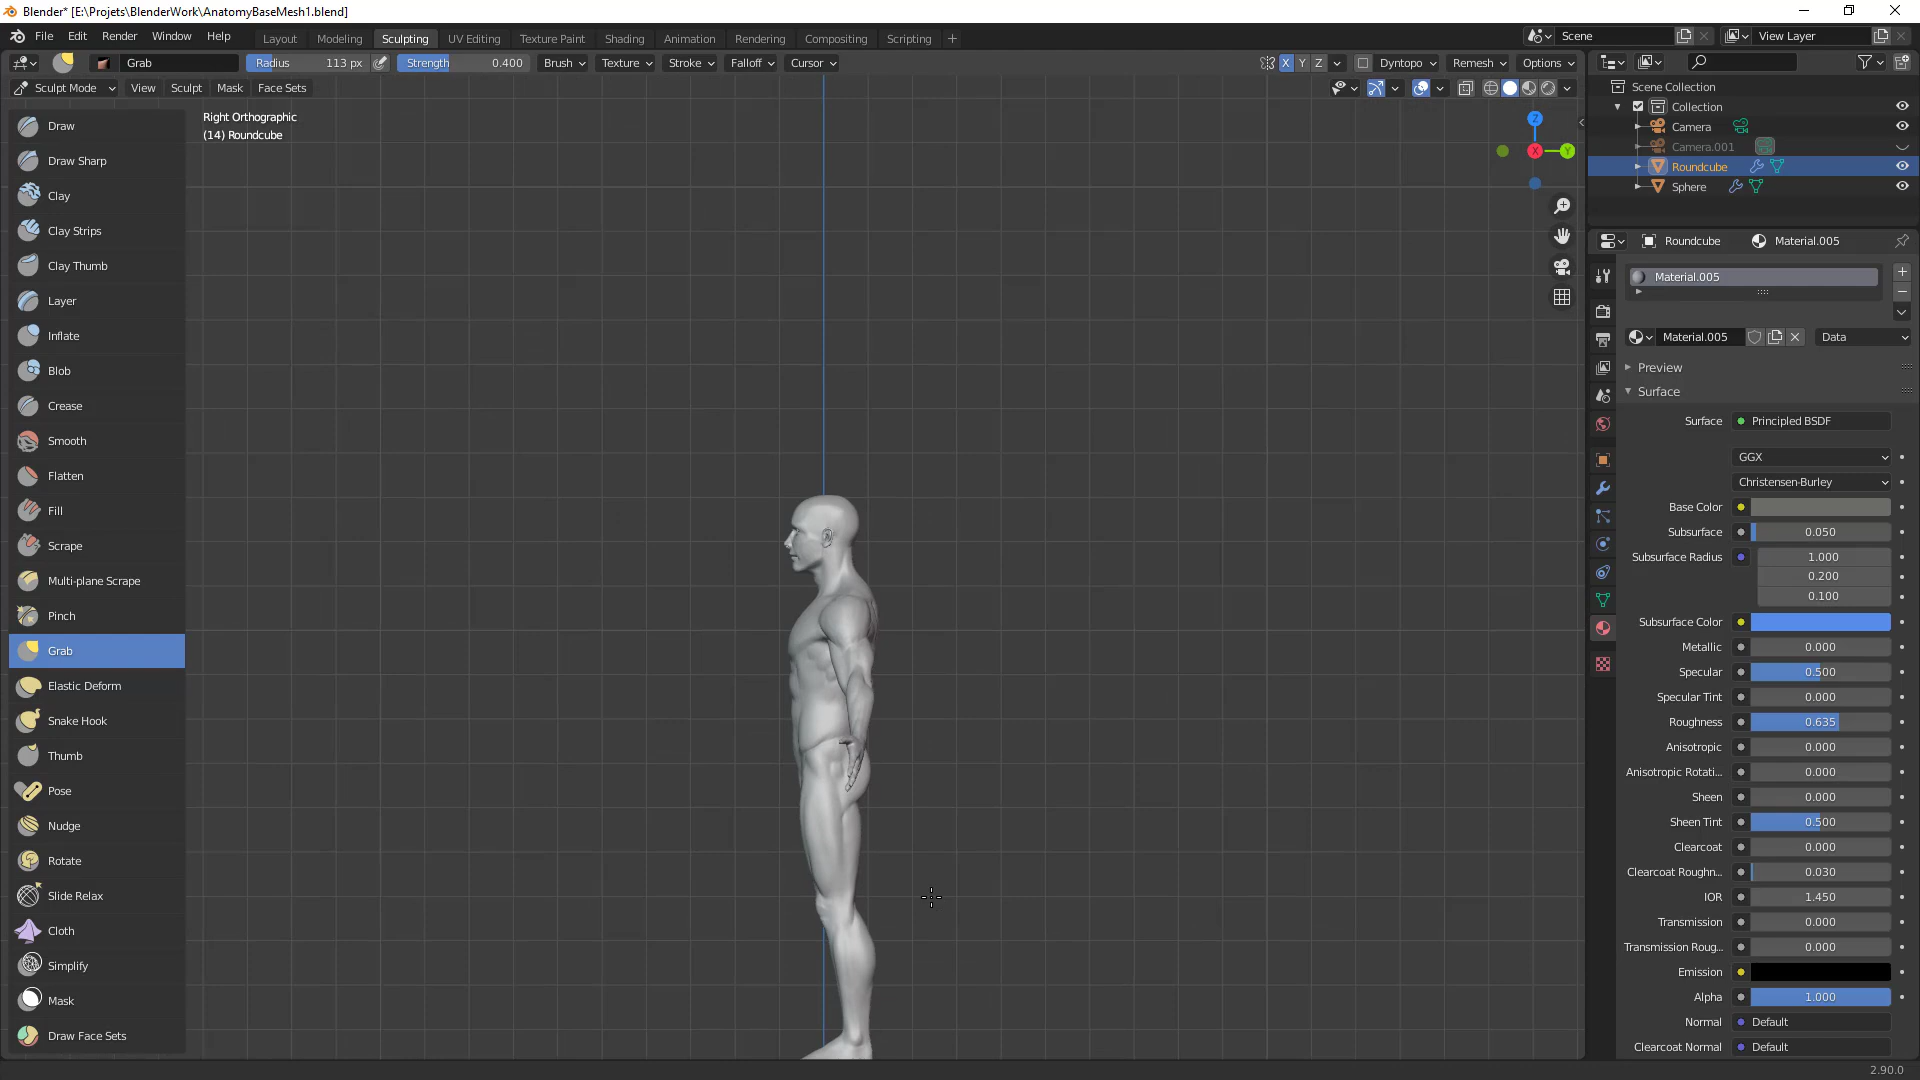 Blender* [E:\Projets\BlenderWork\AnatomyBaseMesh1.blend]
File Edit Render Window Help Layout Modeling Sculpting UV Editing Texture Paint Shading Animation Rendering Compositing Scripting + Scene View Layer
Grab Radius 113 px Strength 0.400 Brush Texture Stroke Falloff Cursor X Y Z Dyntopo Remesh Options
Sculpt Mode View Sculpt Mask Face Sets
Right Orthographic
(14) Roundcube
Z
X
Y
Draw
Draw Sharp
Clay
Clay Strips
Clay Thumb
Layer
Inflate
Blob
Crease
Smooth
Flatten
Fill
Scrape
Multi-plane Scrape
Pinch
Grab
Elastic Deform
Snake Hook
Thumb
Pose
Nudge
Rotate
Slide Relax
Cloth
Simplify
Mask
Draw Face Sets
Scene Collection
Collection
Camera
Camera.001
Roundcube
Sphere
Roundcube Material.005
Material.005
Material.005 Data
Preview
Surface
Surface Principled BSDF
GGX
Christensen-Burley
Base Color
Subsurface 0.050
Subsurface Radius 1.000
0.200
0.100
Subsurface Color
Metallic 0.000
Specular 0.500
Specular Tint 0.000
Roughness 0.635
Anisotropic 0.000
Anisotropic Rotati... 0.000
Sheen 0.000
Sheen Tint 0.500
Clearcoat 0.000
Clearcoat Roughn... 0.030
IOR 1.450
Transmission 0.000
Transmission Roug... 0.000
Emission
Alpha 1.000
Normal Default
Clearcoat Normal Default
2.90.0